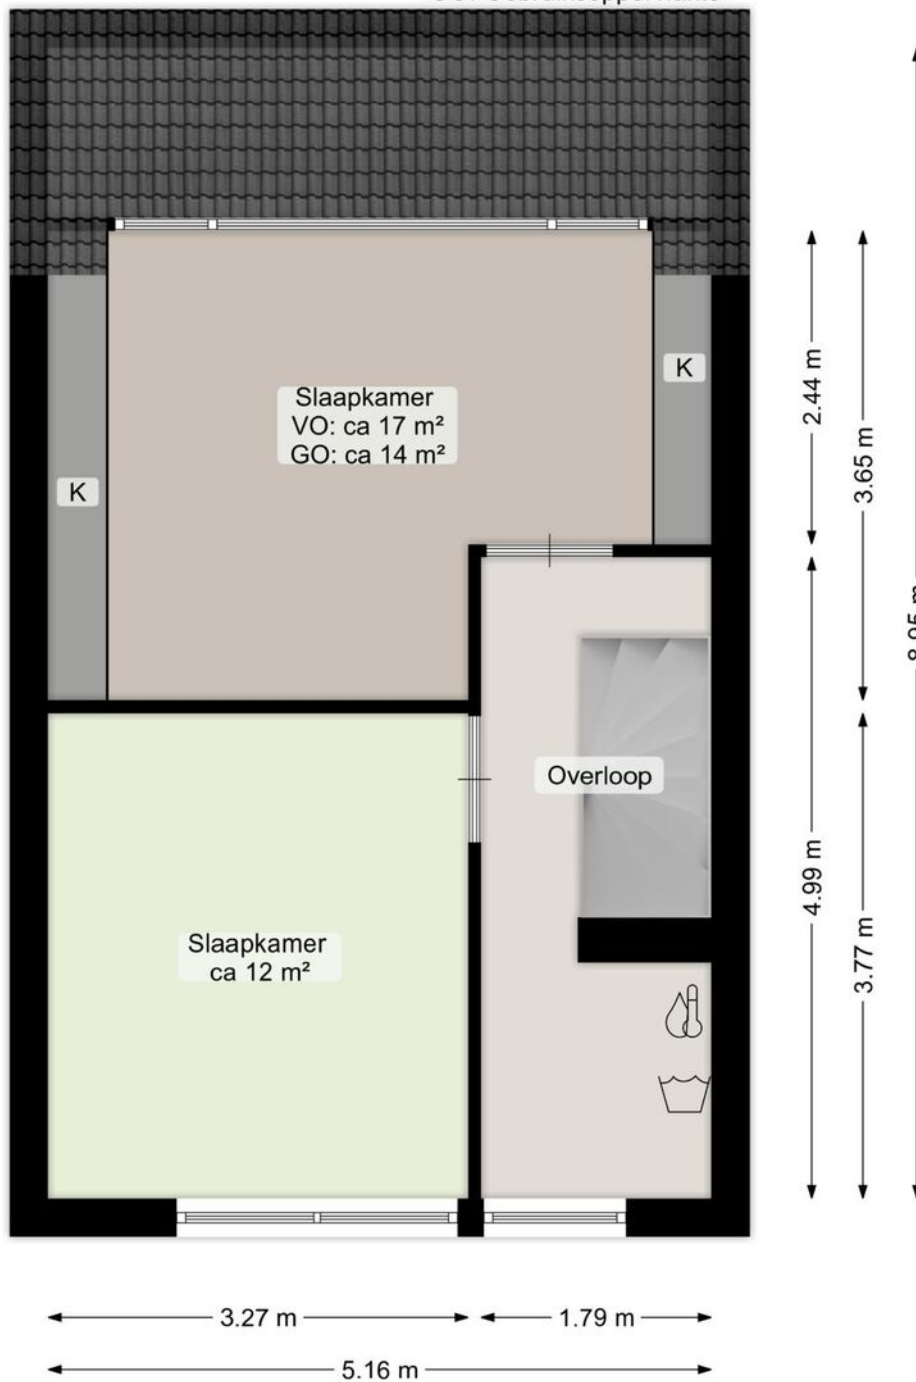 Slaapkamer
VO: ca 17 m²
GO: ca 14 m²
K
K
2.44 m
3.65 m
Overloop
4.99 m
3.77 m
Slaapkamer
ca 12 m²
3.27 m
1.79 m
5.16 m